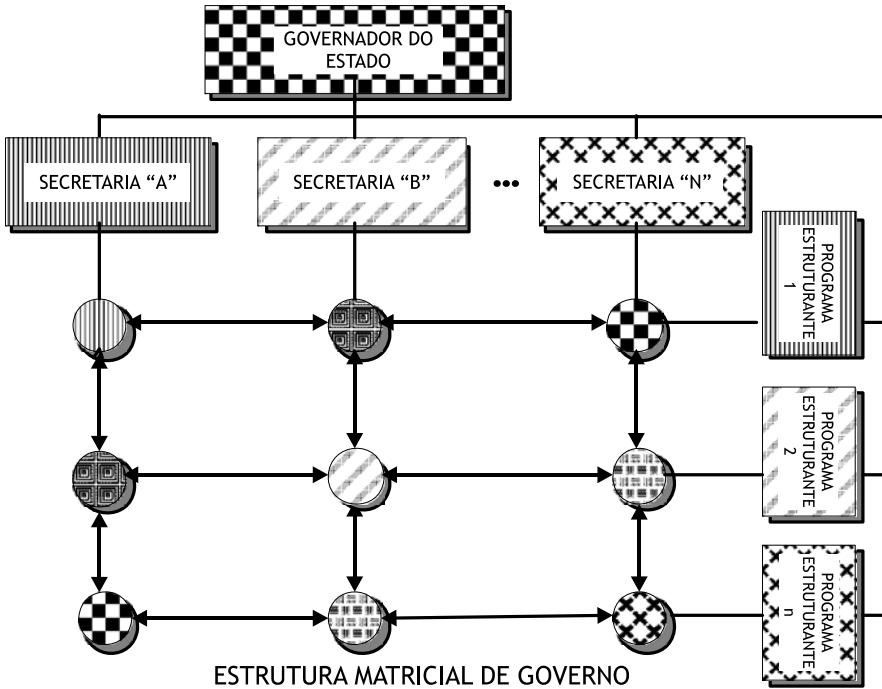 GOVERNADOR DO
ESTADO
SECRETARIA “A”
SECRETARIA “B”
...
SECRETARIA “N”
PROGRAMA
ESTRUTURANTE
1
PROGRAMA
ESTRUTURANTE
2
PROGRAMA
ESTRUTURANTE
n
ESTRUTURA MATRICIAL DE GOVERNO